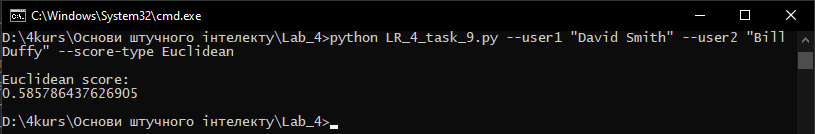 C:\Windows\System32\cmd.exe
D:\4kurs\Основи штучного інтелекту\Lab_4>python LR_4_task_9.py --user1 "David Smith" --user2 "Bill
Duffy" --score-type Euclidean
Euclidean score:
0.585786437626905
D:\4kurs\Основи штучного інтелекту\Lab_4>